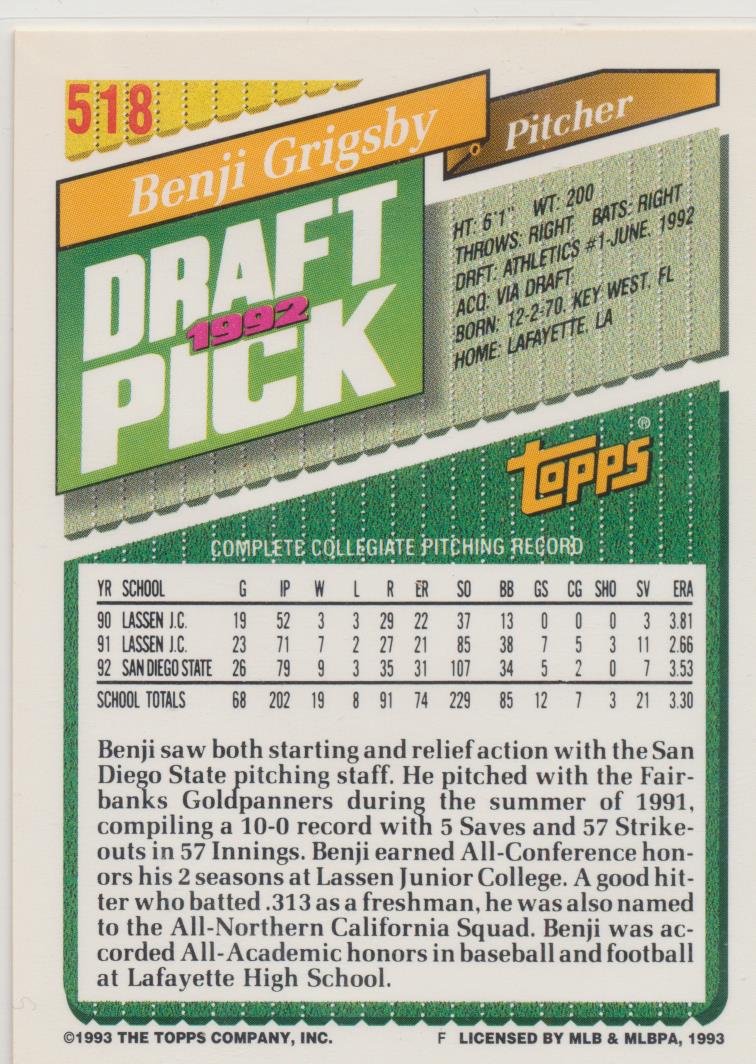 518
Benji Grigsby
Pitcher
DRAFT
1992
PICK
HT: 6'1" WT: 200
THROWS: RIGHT BATS: RIGHT
DRFT: ATHLETICS #1-JUNE, 1992
ACQ: VIA DRAFT
BORN: 12-2-70, KEY WEST, FL
HOME: LAFAYETTE, LA
topps®
COMPLETE COLLEGIATE PITCHING RECORD
YR SCHOOL G IP W L R ER SO BB GS CG SHO SV ERA
90 LASSEN J.C. 19 52 3 3 29 22 37 13 0 0 0 3 3.81
91 LASSEN J.C. 23 71 7 2 27 21 85 38 7 5 3 11 2.66
92 SAN DIEGO STATE 26 79 9 3 35 31 107 34 5 2 0 7 3.53
SCHOOL TOTALS 68 202 19 8 91 74 229 85 12 7 3 21 3.30
Benji saw both starting and relief action with the San
Diego State pitching staff. He pitched with the Fair-
banks Goldpanners during the summer of 1991,
compiling a 10-0 record with 5 Saves and 57 Strike-
outs in 57 Innings. Benji earned All-Conference hon-
ors his 2 seasons at Lassen Junior College. A good hit-
ter who batted .313 as a freshman, he was also named
to the All-Northern California Squad. Benji was ac-
corded All-Academic honors in baseball and football
at Lafayette High School.
©1993 THE TOPPS COMPANY, INC. F LICENSED BY MLB & MLBPA, 1993